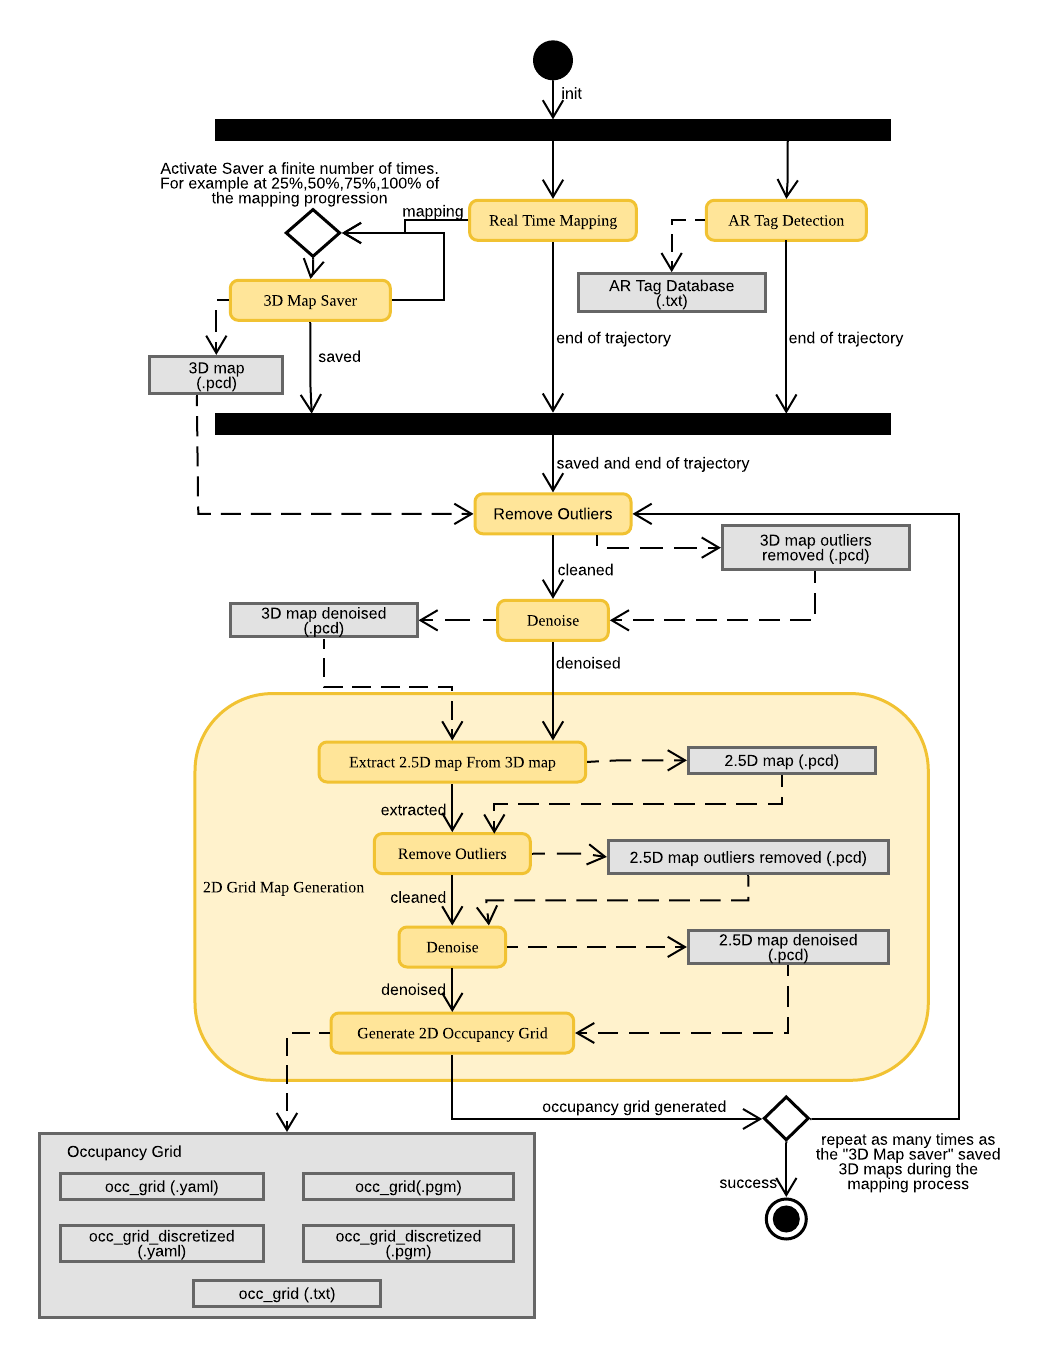 init
Activate Saver a finite number of times.
For example at 25%,50%,75%,100% of
the mapping progression
mapping
Real Time Mapping
AR Tag Detection
3D Map Saver
AR Tag Database
(.txt)
saved
end of trajectory
end of trajectory
3D map
(.pcd)
saved and end of trajectory
Remove Outliers
3D map outliers
removed (.pcd)
cleaned
3D map denoised
(.pcd)
Denoise
denoised
Extract 2.5D map From 3D map
2.5D map (.pcd)
extracted
Remove Outliers
2.5D map outliers removed (.pcd)
2D Grid Map Generation
cleaned
Denoise
2.5D map denoised
(.pcd)
denoised
Generate 2D Occupancy Grid
occupancy grid generated
repeat as many times as
the "3D Map saver" saved
3D maps during the
mapping process
success
Occupancy Grid
occ_grid (.yaml)
occ_grid(.pgm)
occ_grid_discretized
(.yaml)
occ_grid_discretized
(.pgm)
occ_grid (.txt)